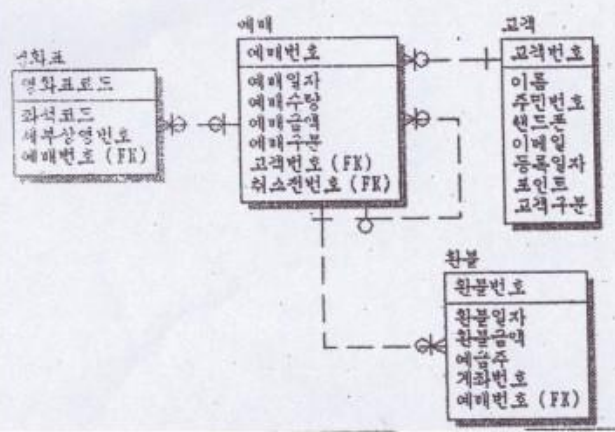 영화표
영화표코드
좌석코드
세부상영번호
예매번호 (FK)
예매
예매번호
예매일자
예매수량
예매금액
예매구분
고객번호 (FK)
취소전번호 (FK)
고객
고객번호
이름
주민번호
핸드폰
이메일
등록일자
포인트
고객구분
환불
환불번호
환불일자
환불금액
예금주
계좌번호
예매번호 (FK)